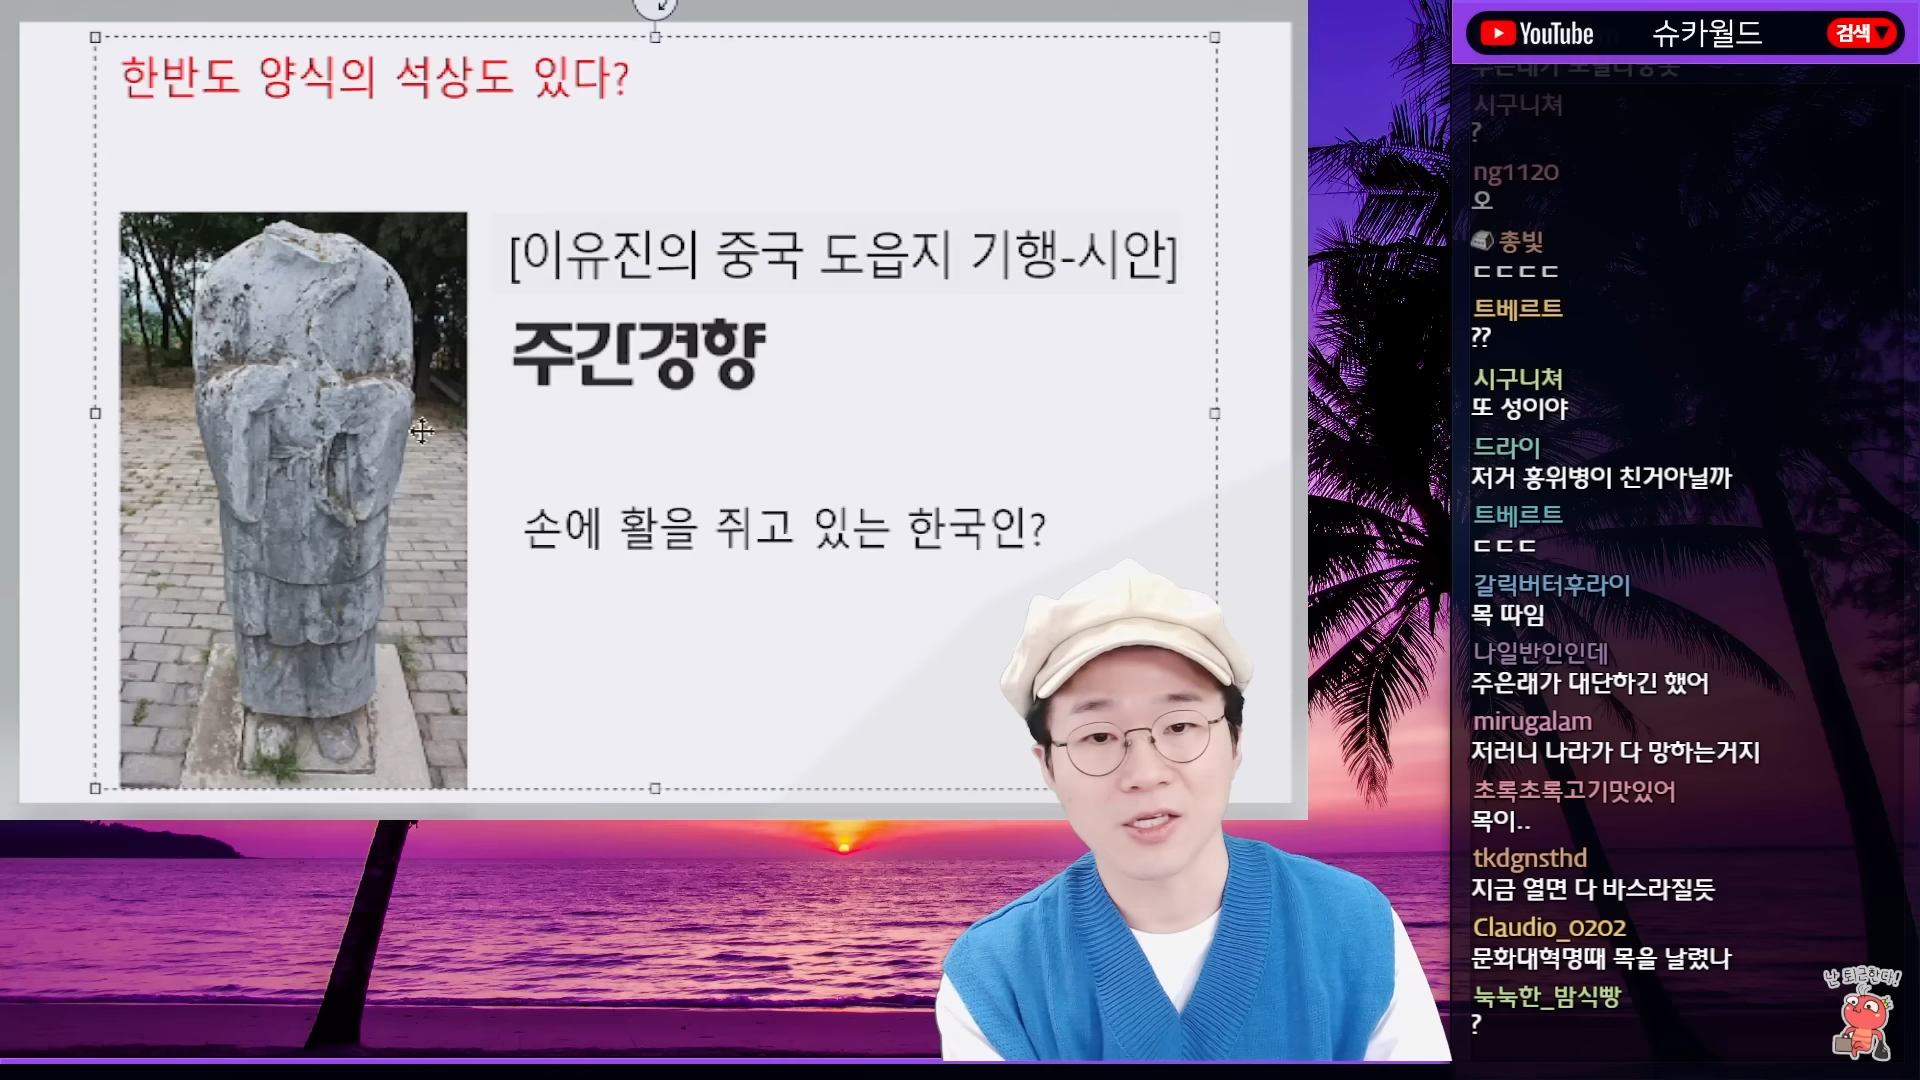 한반도 양식의 석상도 있다?
[이유진의 중국 도읍지 기행-시안]
주간경향
손에 활을 쥐고 있는 한국인?
YouTube
슈카월드
검색
시구니쳐
?
ng1120
오
총빛
ㄷㄷㄷㄷ
트베르트
??
시구니쳐
또 성이야
드라이
저거 홍위병이 친거아닐까
트베르트
ㄷㄷㄷ
갈릭버터후라이
목 따임
나일반인인데
주은래가 대단하긴 했어
mirugalam
저러니 나라가 다 망하는거지
초록초록고기맛있어
목이..
tkdgnsthd
지금 열면 다 바스라질듯
Claudio_0202
문화대혁명때 목을 날렸나
눅눅한_밤식빵
?
난 퇴근한다!